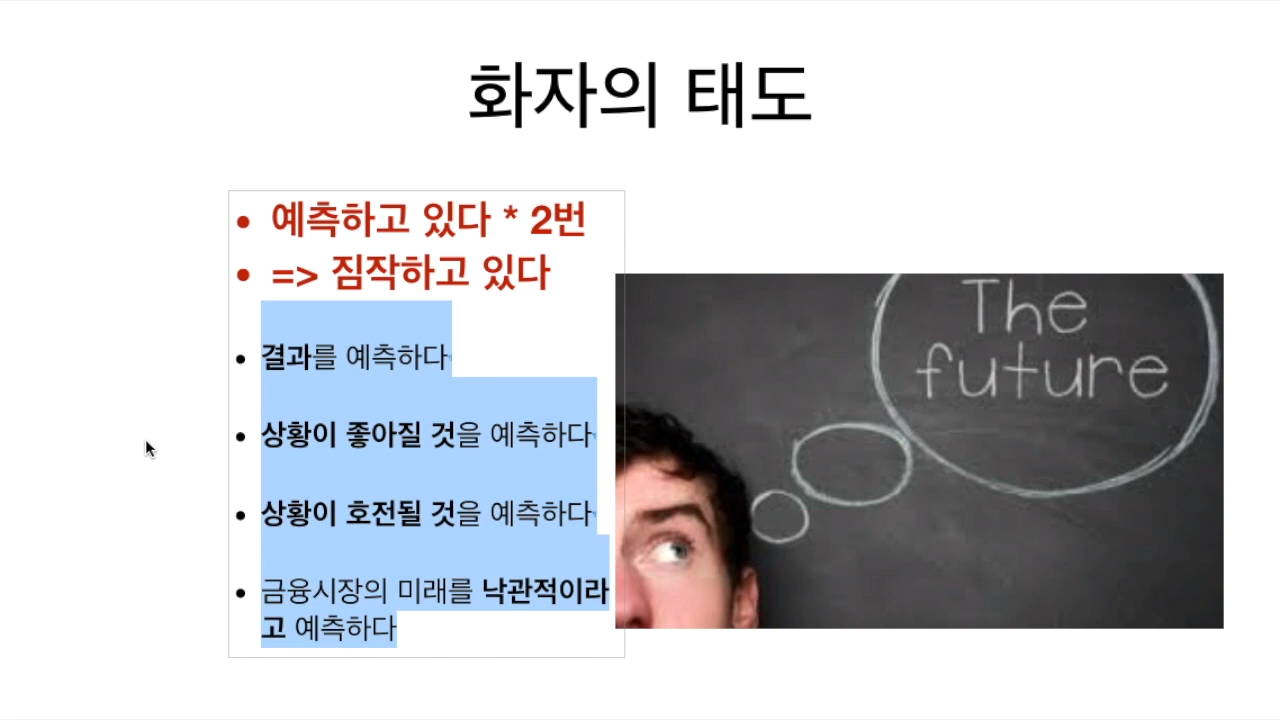 화자의 태도
• 예측하고 있다 * 2번
• => 짐작하고 있다
• 결과를 예측하다
• 상황이 좋아질 것을 예측하다
• 상황이 호전될 것을 예측하다
• 금융시장의 미래를 낙관적이라
고 예측하다
The
future